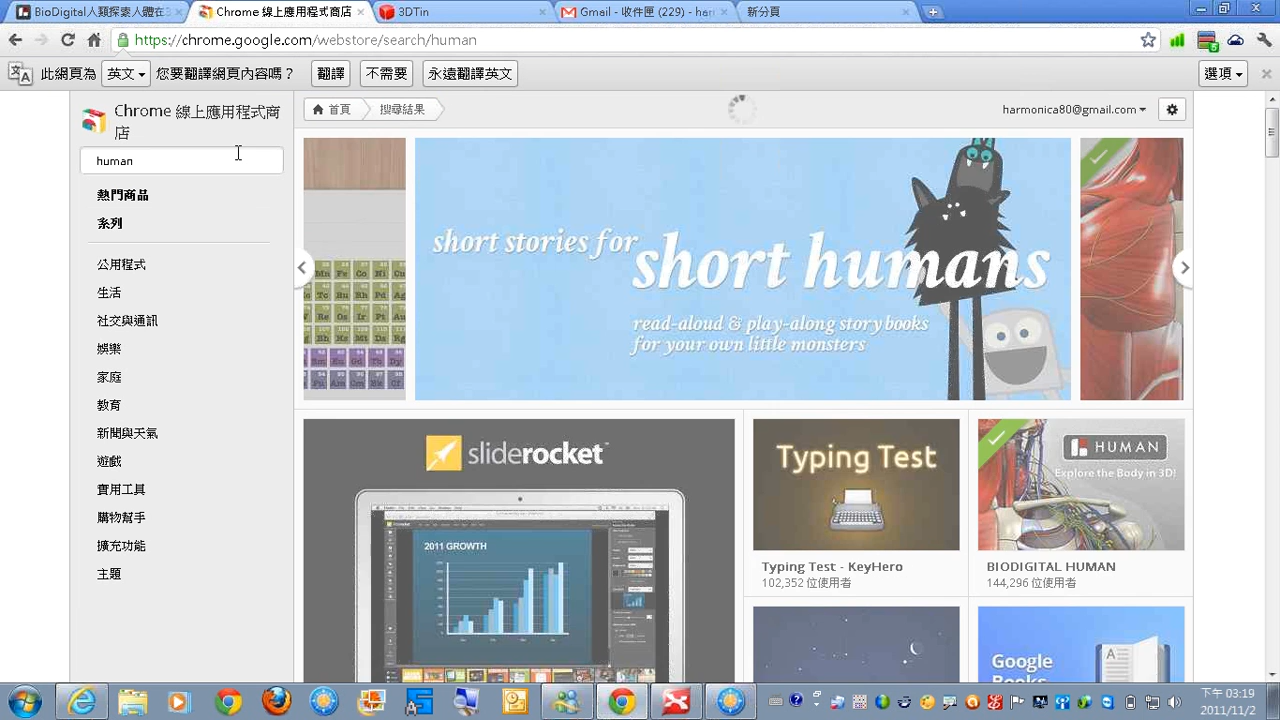 BioDigital人類探索人體在3
Chrome 線上應用程式商店
3DTin
Gmail - 收件匣 (229) - har
新分頁
https://chrome.google.com/webstore/search/human
5
此網頁為
英文
您要翻譯網頁內容嗎？
翻譯
不需要
永遠翻譯英文
選項
Chrome 線上應用程式商
店
首頁
搜尋結果
harmonica80@gmail.com
human
熱門商品
系列
公用程式
生活
社交與通訊
娛樂
家庭
教育
新聞與天氣
遊戲
實用工具
購物幫手
擴充功能
主題
short stories for
short humans
read-aloud & play-along storybooks
for your own little monsters
sliderocket
2011 GROWTH
Typing Test
Typing Test - KeyHero
102,352 位使用者
HUMAN
Explore the Body in 3D!
BIODIGITAL HUMAN
144,296 位使用者
Google
Books
A
下午 03:19
2011/11/2